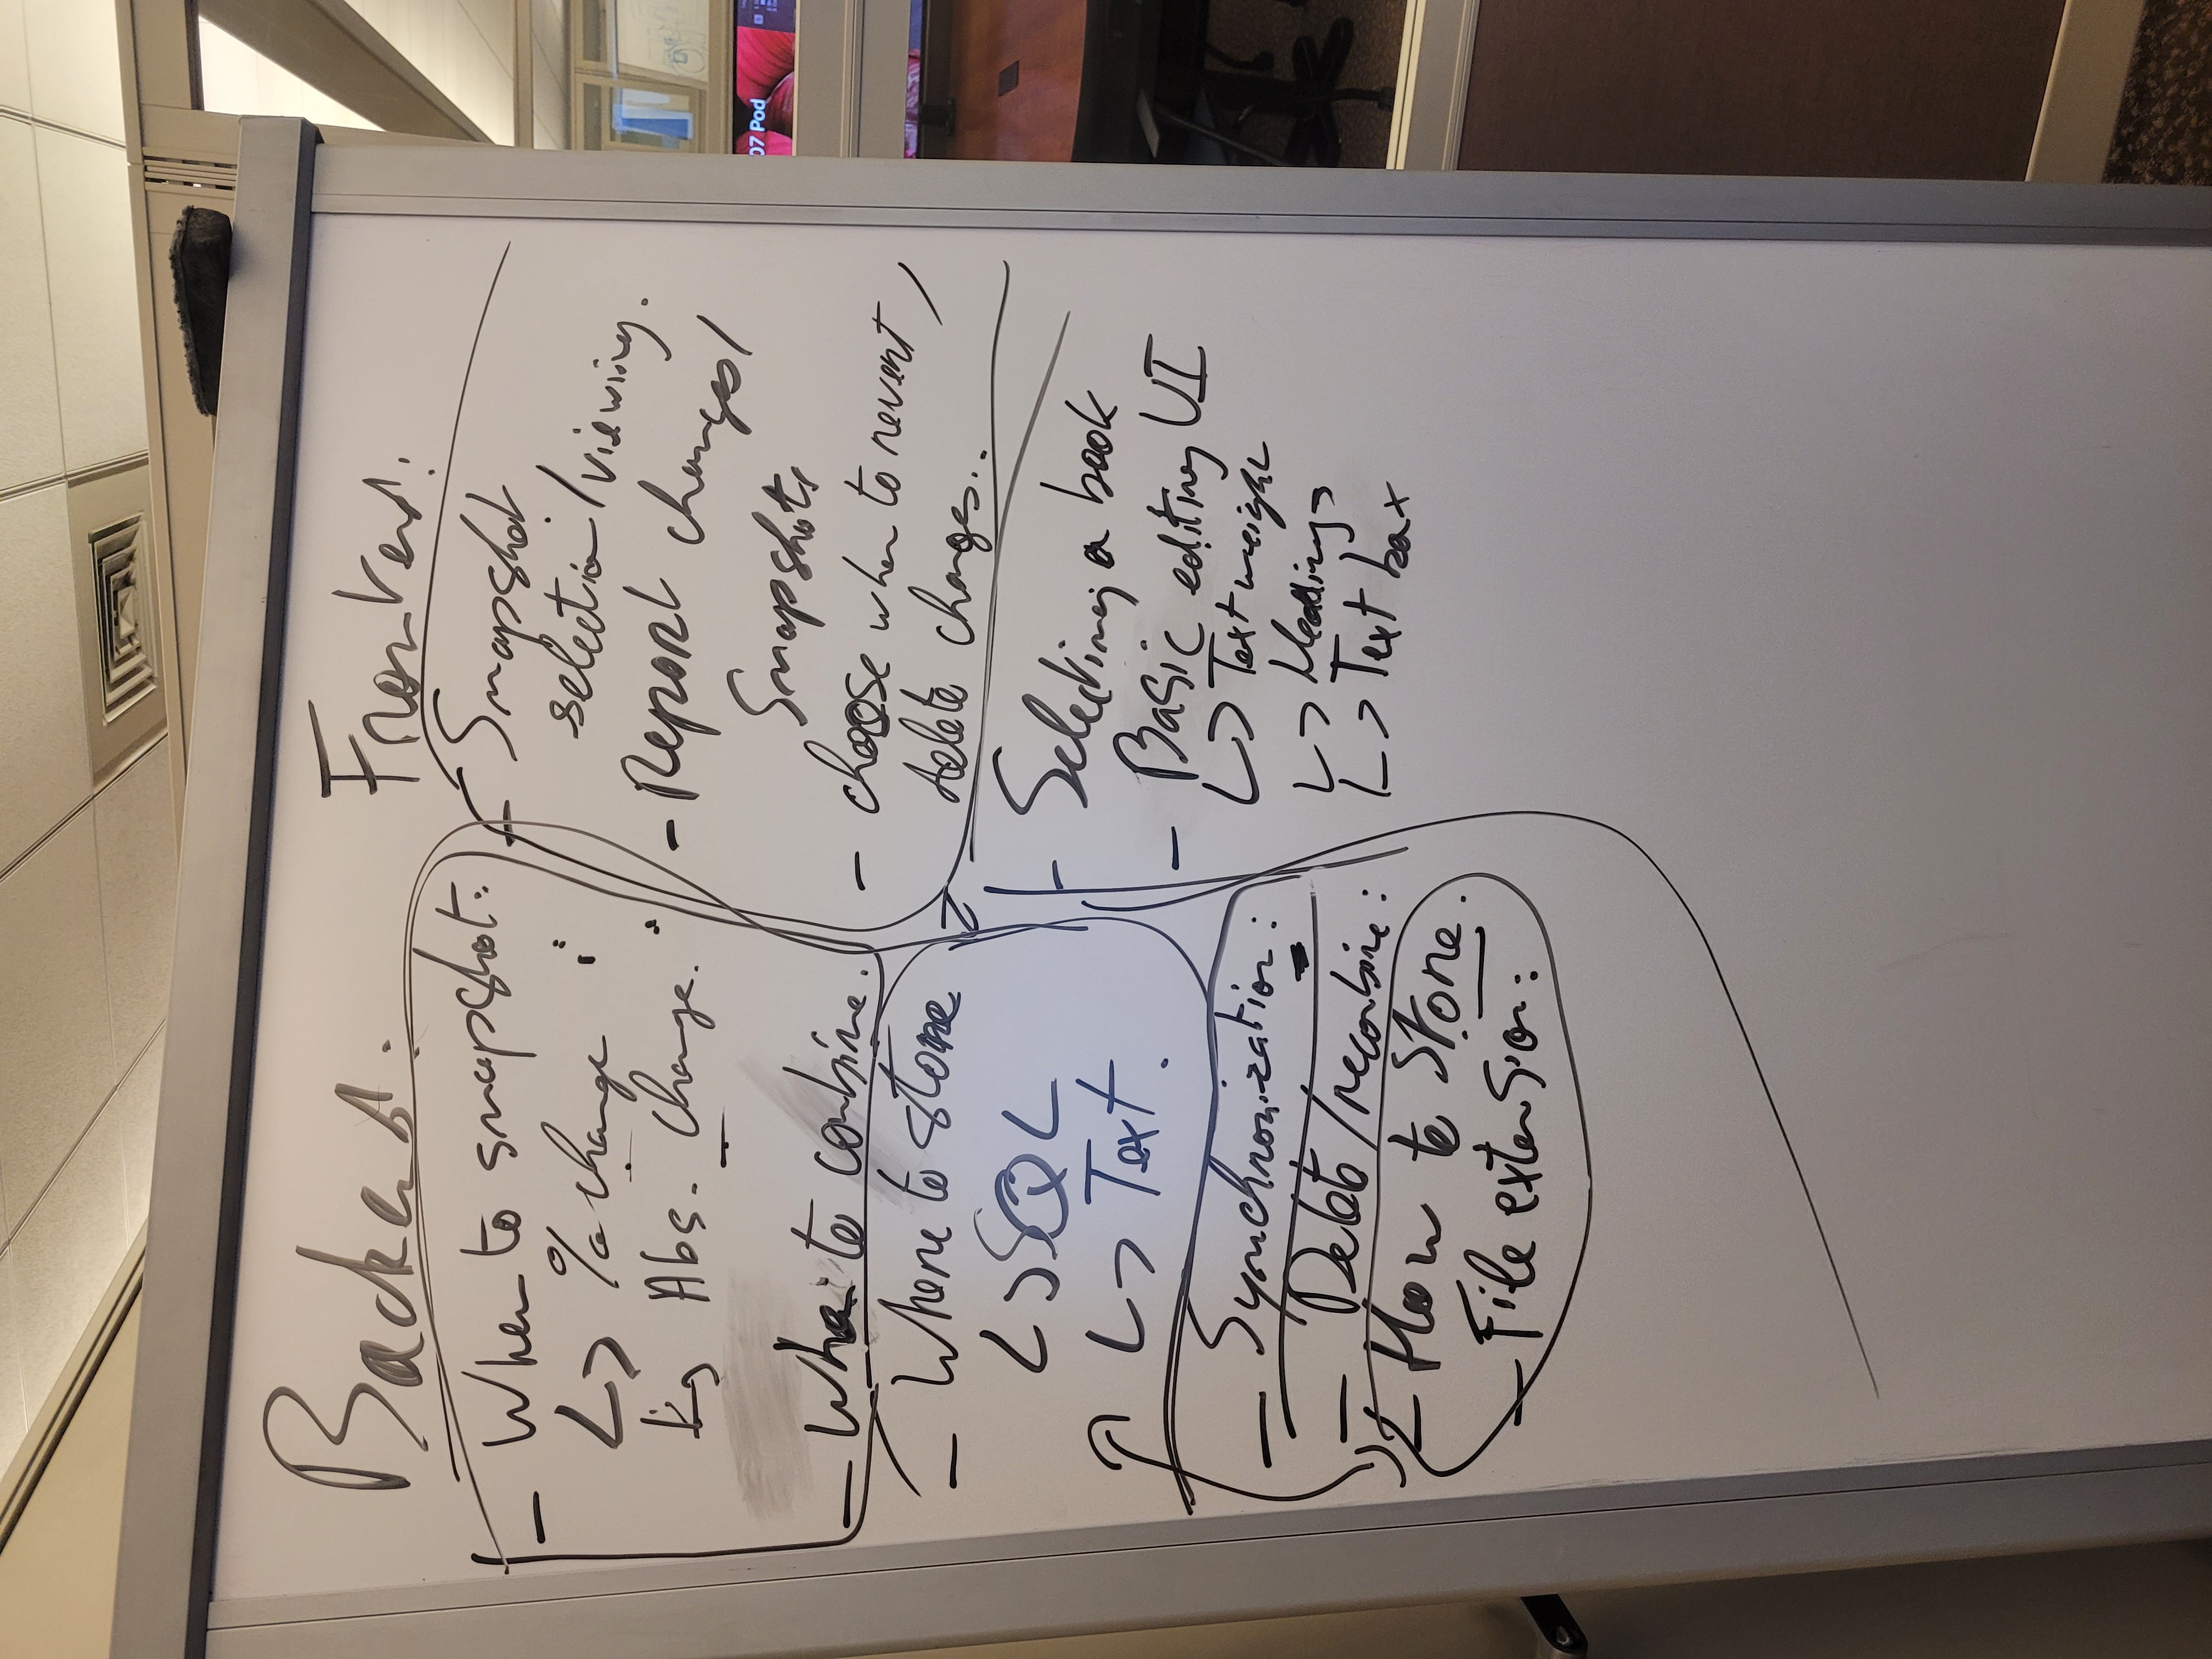 Backend:
- When to snapshot:
↳ % change :
↳ Abs. change. :
- When to combine.
- Where to store
↳ SQL
↳ Text.
- Synchronization:
- Delete/recombine:
- How to store.
- File extension:
Frontend:
- Snapshot
selection/viewing.
- Report changes/
Snapshots
- choose when to revert/
delete changes..
- Selecting a book
- Basic editing UI
↳ Text weight
↳ Headings
↳ Text box
07 Pod